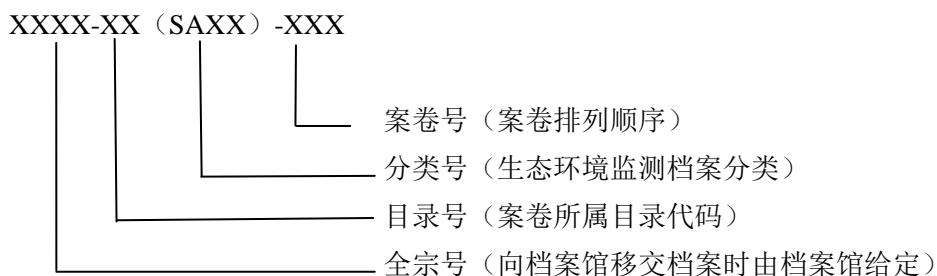 XXXX-XX（SAXX）-XXX
案卷号（案卷排列顺序）
分类号（生态环境监测档案分类）
目录号（案卷所属目录代码）
全宗号（向档案馆移交档案时由档案馆给定）